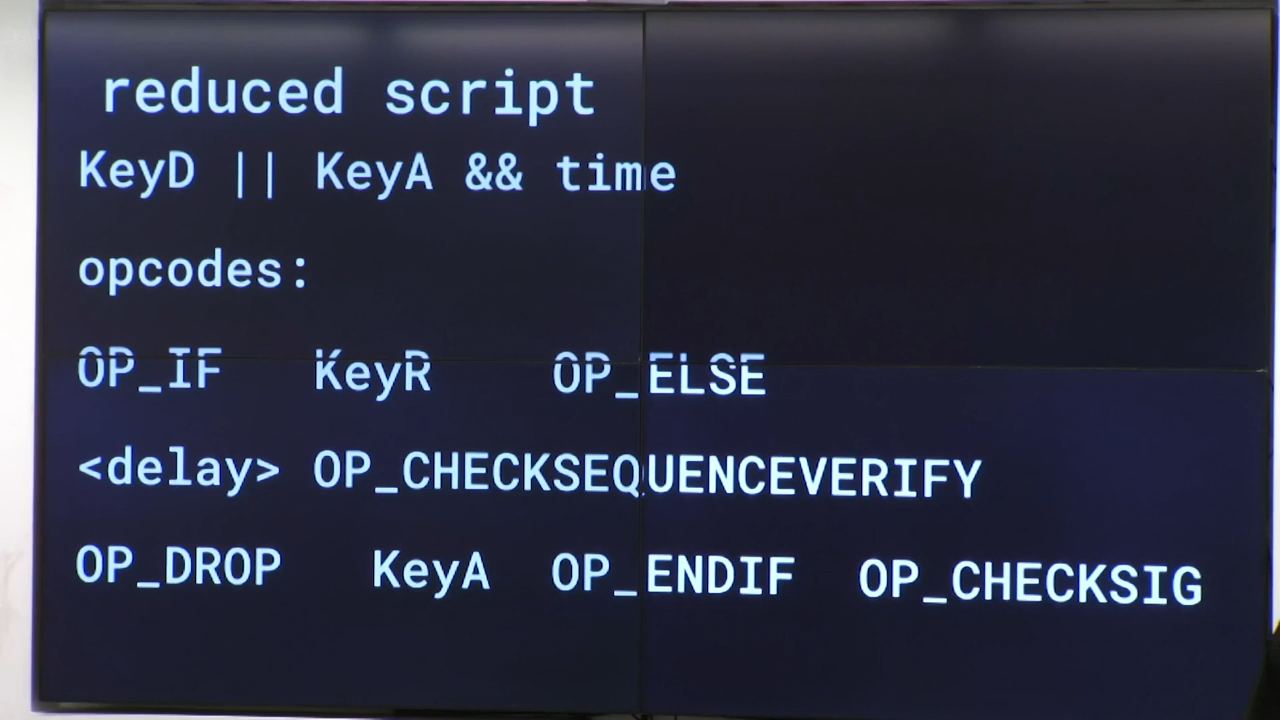 reduced script
KeyD || KeyA && time
opcodes:
OP_IF KeyR OP_ELSE
<delay> OP_CHECKSEQUENCEVERIFY
OP_DROP KeyA OP_ENDIF OP_CHECKSIG